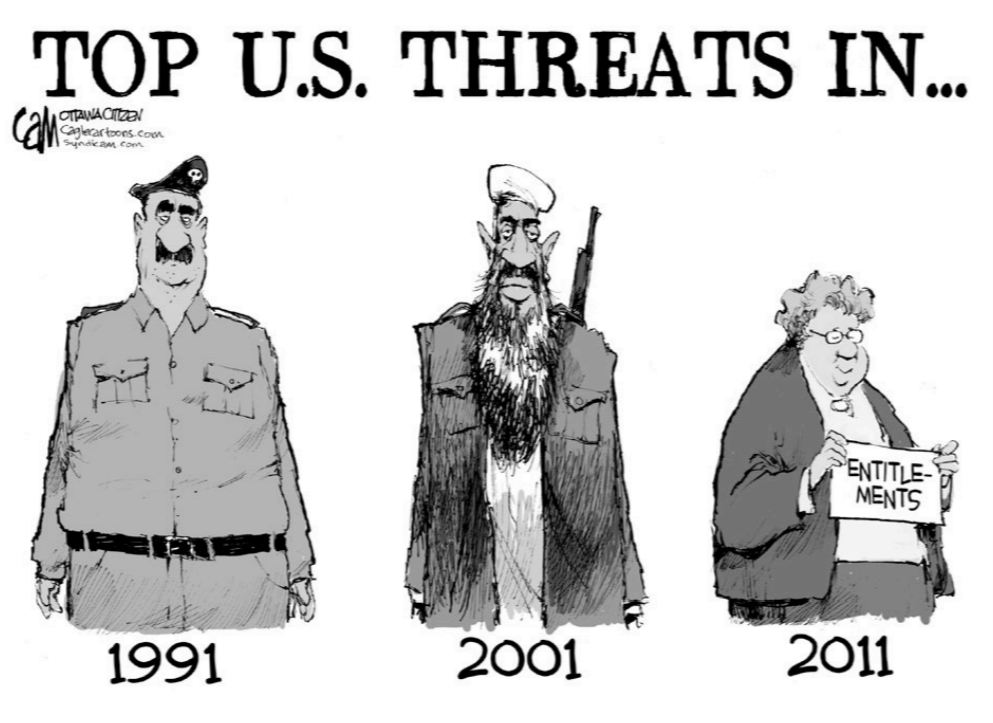 TOP U.S. THREATS IN...
CAM
OTTAWA CITIZEN
Caglecartoons.com
Syndicam.com
ENTITLE-
MENTS
1991
2001
2011